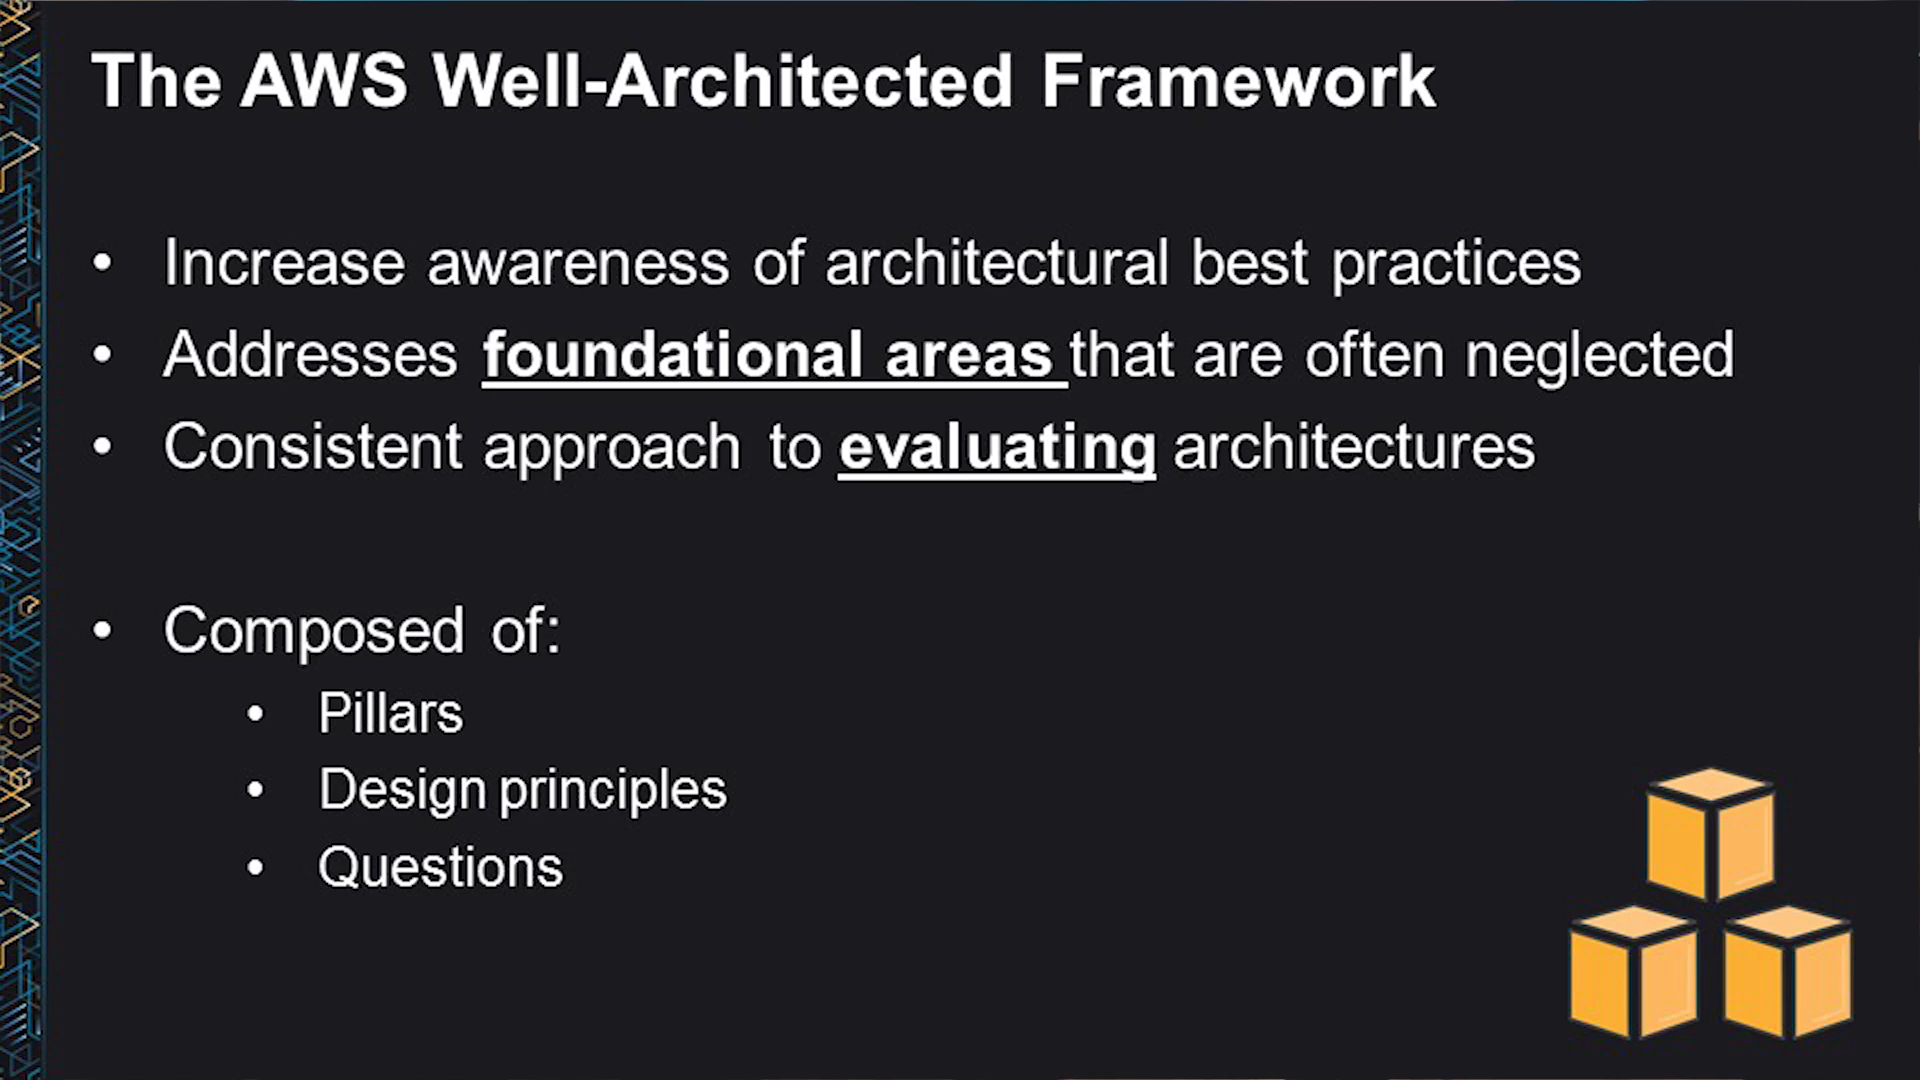 The AWS Well-Architected Framework
• Increase awareness of architectural best practices
• Addresses foundational areas that are often neglected
• Consistent approach to evaluating architectures
• Composed of:
• Pillars
• Design principles
• Questions